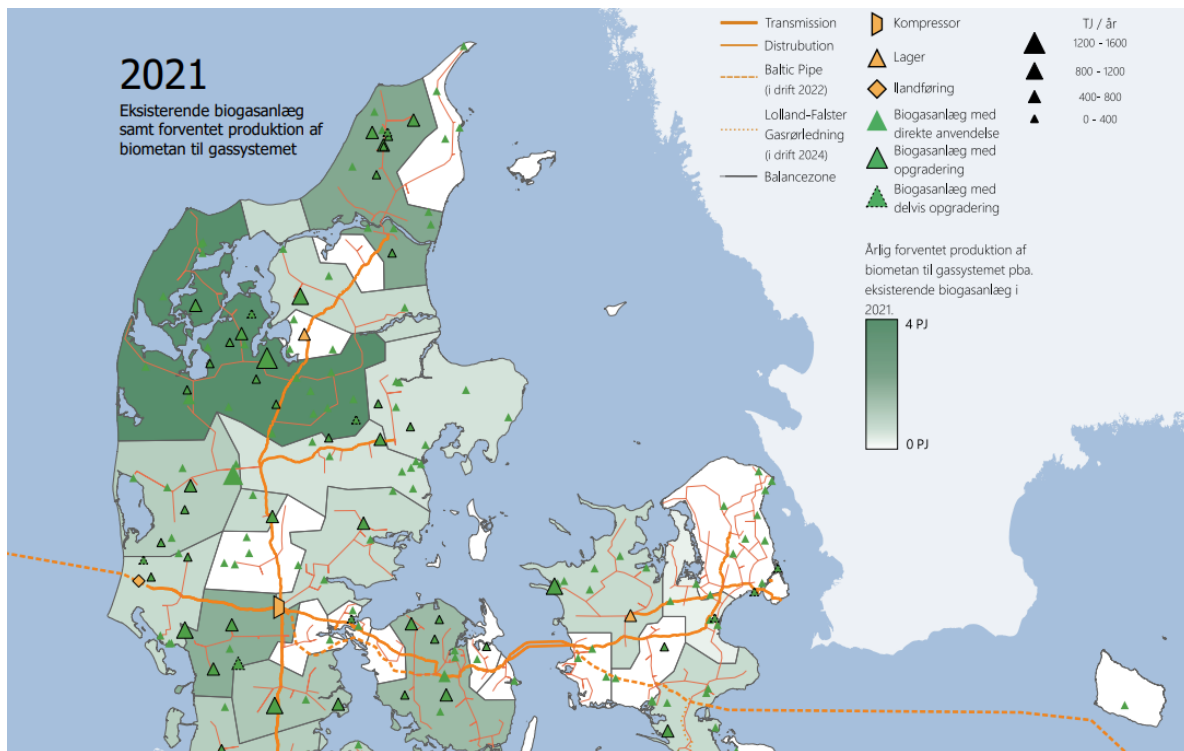 2021
Eksisterende biogasanlæg
samt forventet produktion af
biometan til gassystemet
Transmission
Distrubution
Baltic Pipe
(i drift 2022)
Lolland-Falster
Gasrørledning
(i drift 2024)
Balancezone
Kompressor
Lager
Ilandføring
Biogasanlæg med
direkte anvendelse
Biogasanlæg med
opgradering
Biogasanlæg med
delvis opgradering
TJ / år
1200 - 1600
800 - 1200
400- 800
0 - 400
Årlig forventet produktion af
biometan til gassystemet pba.
eksisterende biogasanlæg i
2021.
4 PJ
0 PJ